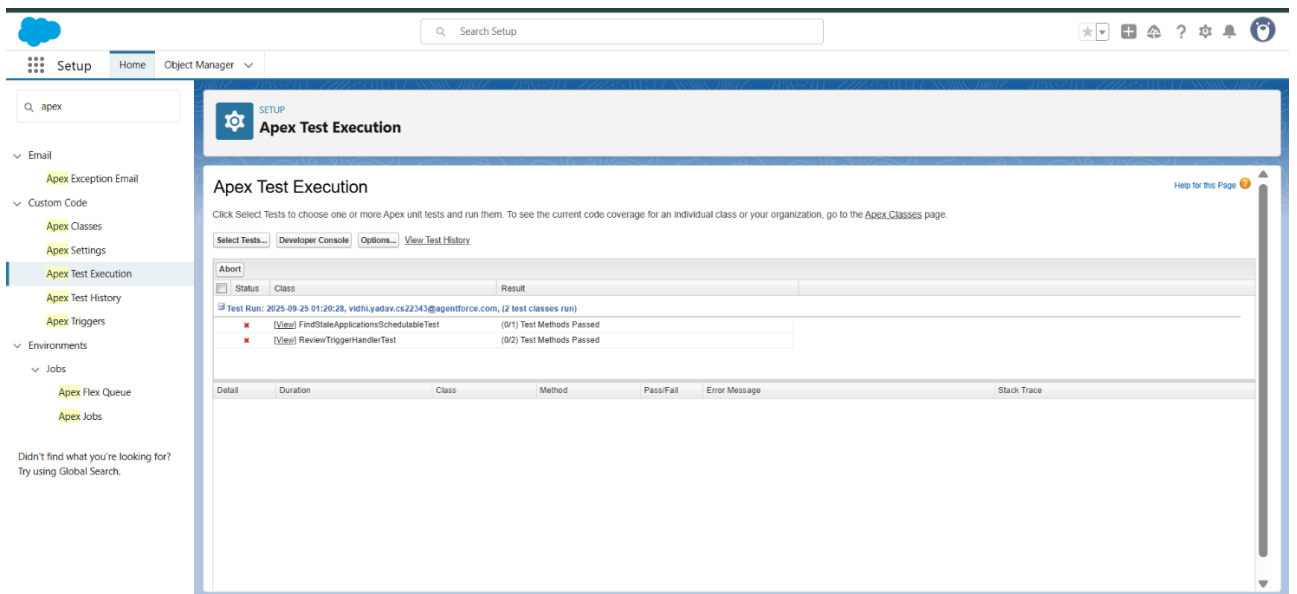 Search Setup
Setup Home Object Manager
apex
Email
Apex Exception Email
Custom Code
Apex Classes
Apex Settings
Apex Test Execution
Apex Test History
Apex Triggers
Environments
Jobs
Apex Flex Queue
Apex Jobs
Didn't find what you're looking for?
Try using Global Search.
SETUP
Apex Test Execution
Apex Test Execution
Help for this Page ?
Click Select Tests to choose one or more Apex unit tests and run them. To see the current code coverage for an individual class or your organization, go to the Apex Classes page.
Select Tests... Developer Console Options... View Test History
Abort
Status Class Result
Test Run: 2025-09-25 01:20:28, vidhi.yadav.cs22343@agentforce.com, (2 test classes run)
[View] FindStaleApplicationsSchedulableTest (0/1) Test Methods Passed
[View] ReviewTriggerHandlerTest (0/2) Test Methods Passed
Detail Duration Class Method Pass/Fail Error Message Stack Trace